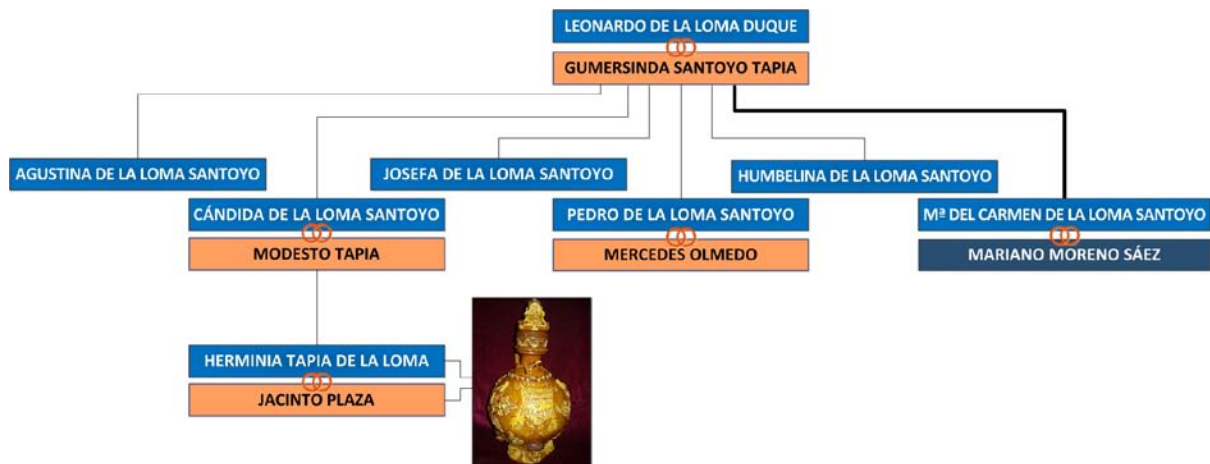 LEONARDO DE LA LOMA DUQUE
GUMERSINDA SANTOYO TAPIA
AGUSTINA DE LA LOMA SANTOYO
JOSEFA DE LA LOMA SANTOYO
HUMBELINA DE LA LOMA SANTOYO
CÁNDIDA DE LA LOMA SANTOYO
PEDRO DE LA LOMA SANTOYO
Mª DEL CARMEN DE LA LOMA SANTOYO
MODESTO TAPIA
MERCEDES OLMEDO
MARIANO MORENO SÁEZ
HERMINIA TAPIA DE LA LOMA
JACINTO PLAZA